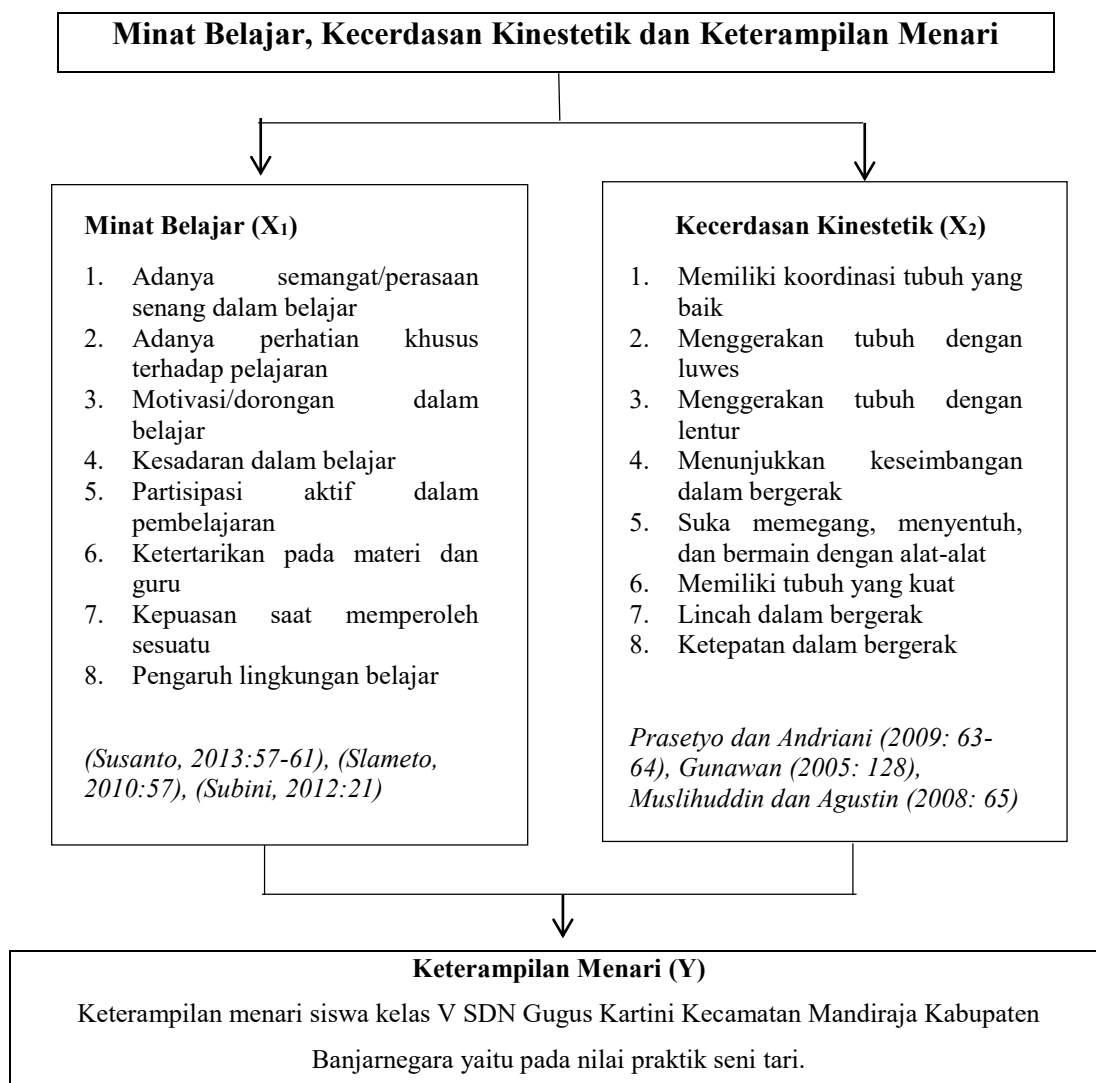 Minat Belajar, Kecerdasan Kinestetik dan Keterampilan Menari
Minat Belajar (X1)
1. Adanya semangat/perasaan
senang dalam belajar
2. Adanya perhatian khusus
terhadap pelajaran
3. Motivasi/dorongan dalam
belajar
4. Kesadaran dalam belajar
5. Partisipasi aktif dalam
pembelajaran
6. Ketertarikan pada materi dan
guru
7. Kepuasan saat memperoleh
sesuatu
8. Pengaruh lingkungan belajar
(Susanto, 2013:57-61), (Slameto,
2010:57), (Subini, 2012:21)
Kecerdasan Kinestetik (X2)
1. Memiliki koordinasi tubuh yang
baik
2. Menggerakan tubuh dengan
luwes
3. Menggerakan tubuh dengan
lentur
4. Menunjukkan keseimbangan
dalam bergerak
5. Suka memegang, menyentuh,
dan bermain dengan alat-alat
6. Memiliki tubuh yang kuat
7. Lincah dalam bergerak
8. Ketepatan dalam bergerak
Prasetyo dan Andriani (2009: 63-
64), Gunawan (2005: 128),
Muslihuddin dan Agustin (2008: 65)
Keterampilan Menari (Y)
Keterampilan menari siswa kelas V SDN Gugus Kartini Kecamatan Mandiraja Kabupaten
Banjarnegara yaitu pada nilai praktik seni tari.